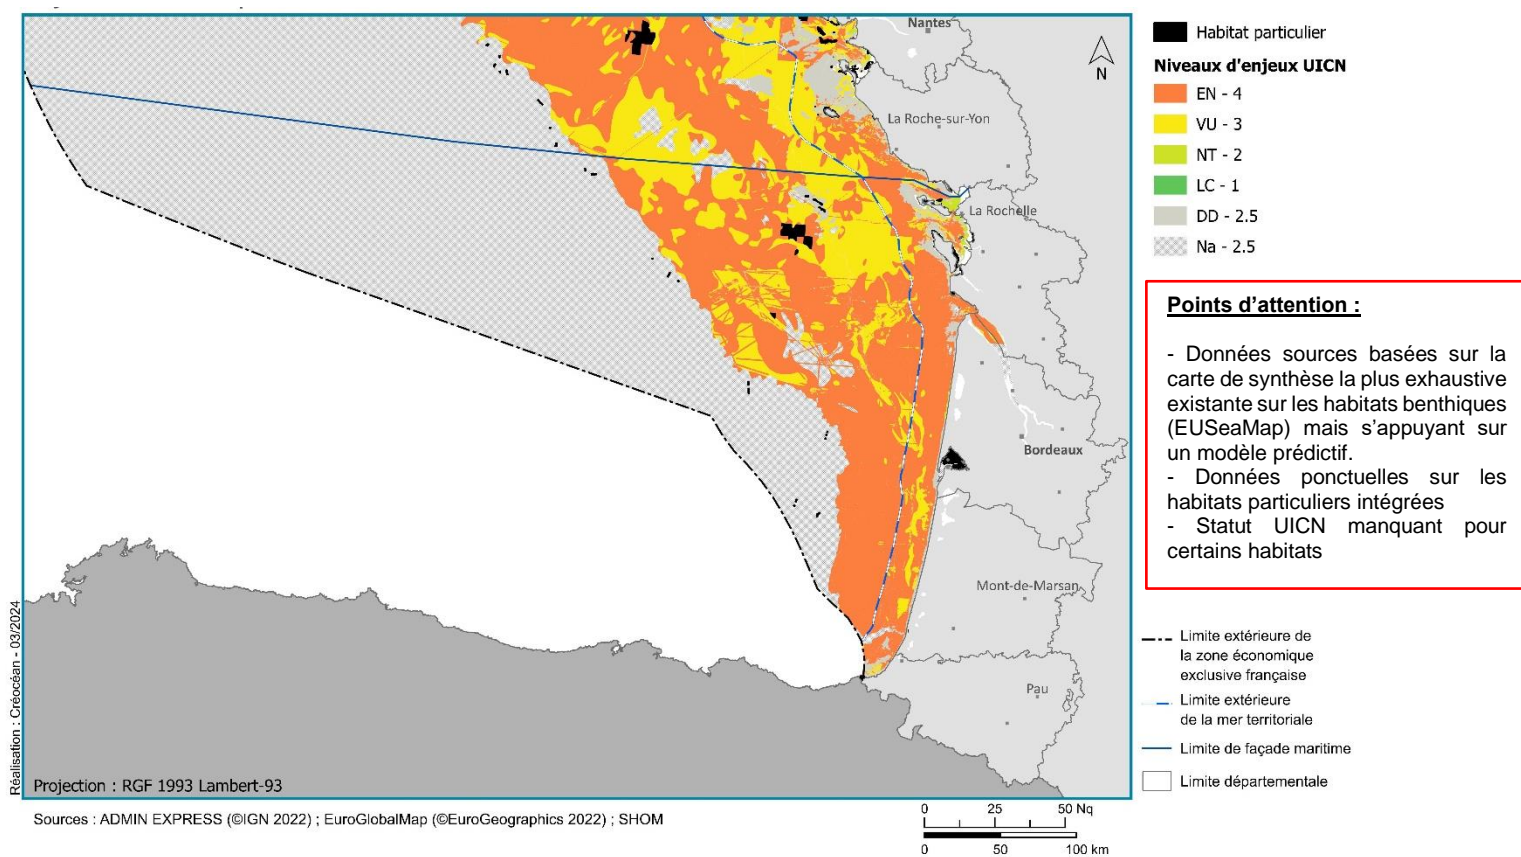 Nantes
La Roche-sur-Yon
La Rochelle
Bordeaux
Mont-de-Marsan
Pau
N
Habitat particulier
Niveaux d'enjeux UICN
EN - 4
VU - 3
NT - 2
LC - 1
DD - 2.5
Na - 2.5
Points d'attention :
- Données sources basées sur la
carte de synthèse la plus exhaustive
existante sur les habitats benthiques
(EUSeaMap) mais s'appuyant sur
un modèle prédictif.
- Données ponctuelles sur les
habitats particuliers intégrées
- Statut UICN manquant pour
certains habitats
Limite extérieure de
la zone économique
exclusive française
Limite extérieure
de la mer territoriale
Limite de façade maritime
Limite départementale
Réalisation : Créocéan - 03/2024
Projection : RGF 1993 Lambert-93
Sources : ADMIN EXPRESS (©IGN 2022) ; EuroGlobalMap (©EuroGeographics 2022) ; SHOM
0 25 50 Nq
0 50 100 km